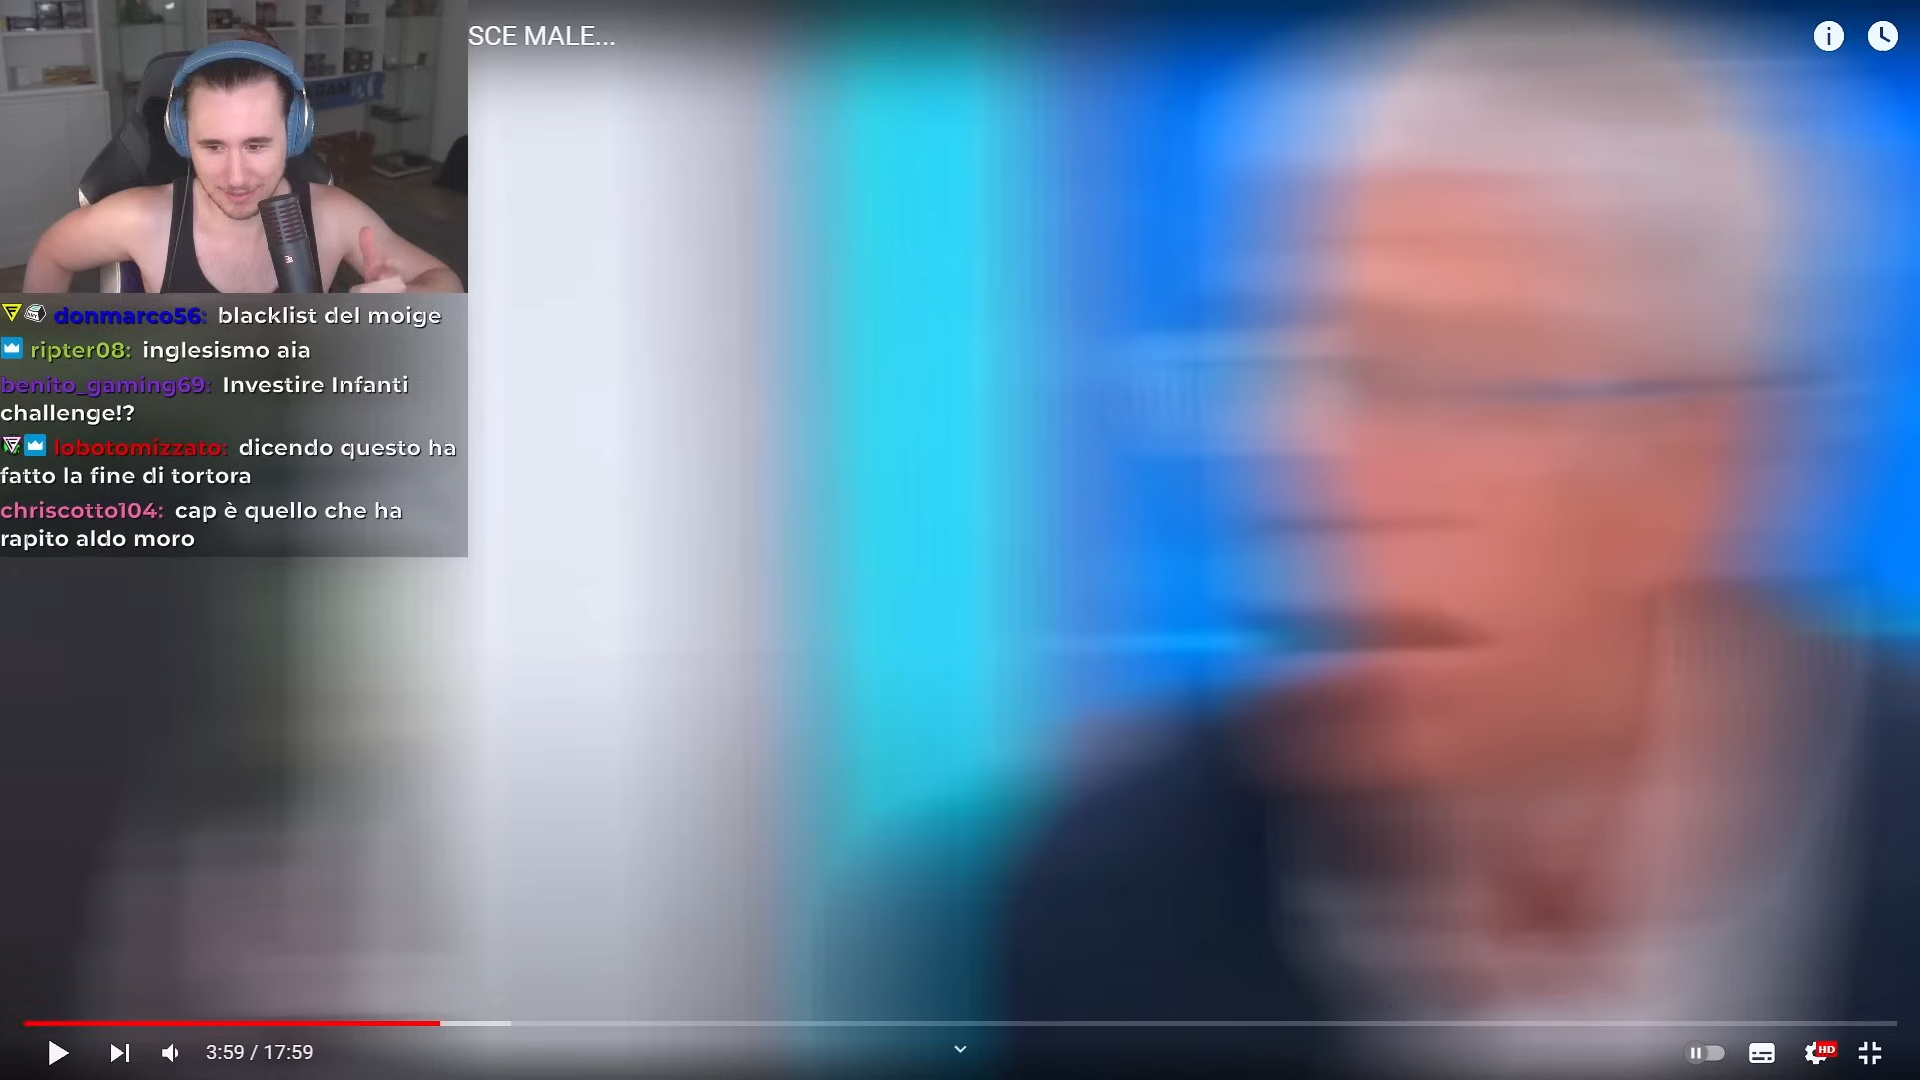 SCE MALE...
donmarco56: blacklist del moige
ripter08: inglesismo aia
benito_gaming69: Investire Infanti
challenge!?
lobotomizzato: dicendo questo ha
fatto la fine di tortora
chriscotto104: cap è quello che ha
rapito aldo moro
3:59 / 17:59
HD